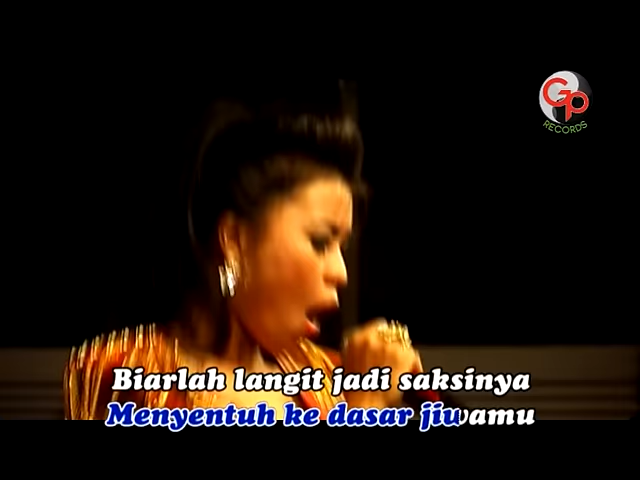 GP
RECORDS
Biarlah langit jadi saksinya
Menyentuh ke dasar jiwamu